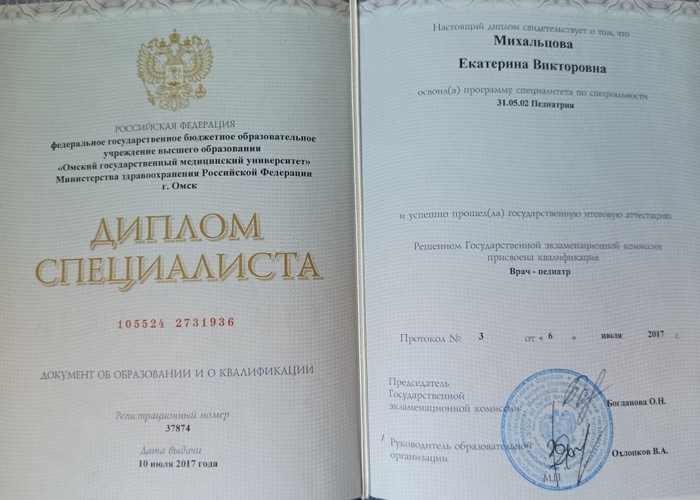 РОССИЙСКАЯ ФЕДЕРАЦИЯ
федеральное государственное бюджетное образовательное
учреждение высшего образования
«Омский государственный медицинский университет»
Министерства здравоохранения Российской Федерации
г. Омск
ДИПЛОМ
СПЕЦИАЛИСТА
105524 2731936
ДОКУМЕНТ ОБ ОБРАЗОВАНИИ И О КВАЛИФИКАЦИИ
Регистрационный номер
37874
Дата выдачи
10 июля 2017 года
Настоящий диплом свидетельствует о том, что
Михальцова
Екатерина Викторовна
освоил(а) программу специалитета по специальности
31.05.02 Педиатрия
и успешно прошел(ла) государственную итоговую аттестацию
Решением Государственной экзаменационной комиссии
присвоена квалификация
Врач - педиатр
Протокол № 3 от « 6 » июля 2017 г.
Председатель
Государственной
экзаменационной комиссии
Богданова О.Н.
Руководитель образовательной
организации
Охлопков В.А.
М.П.